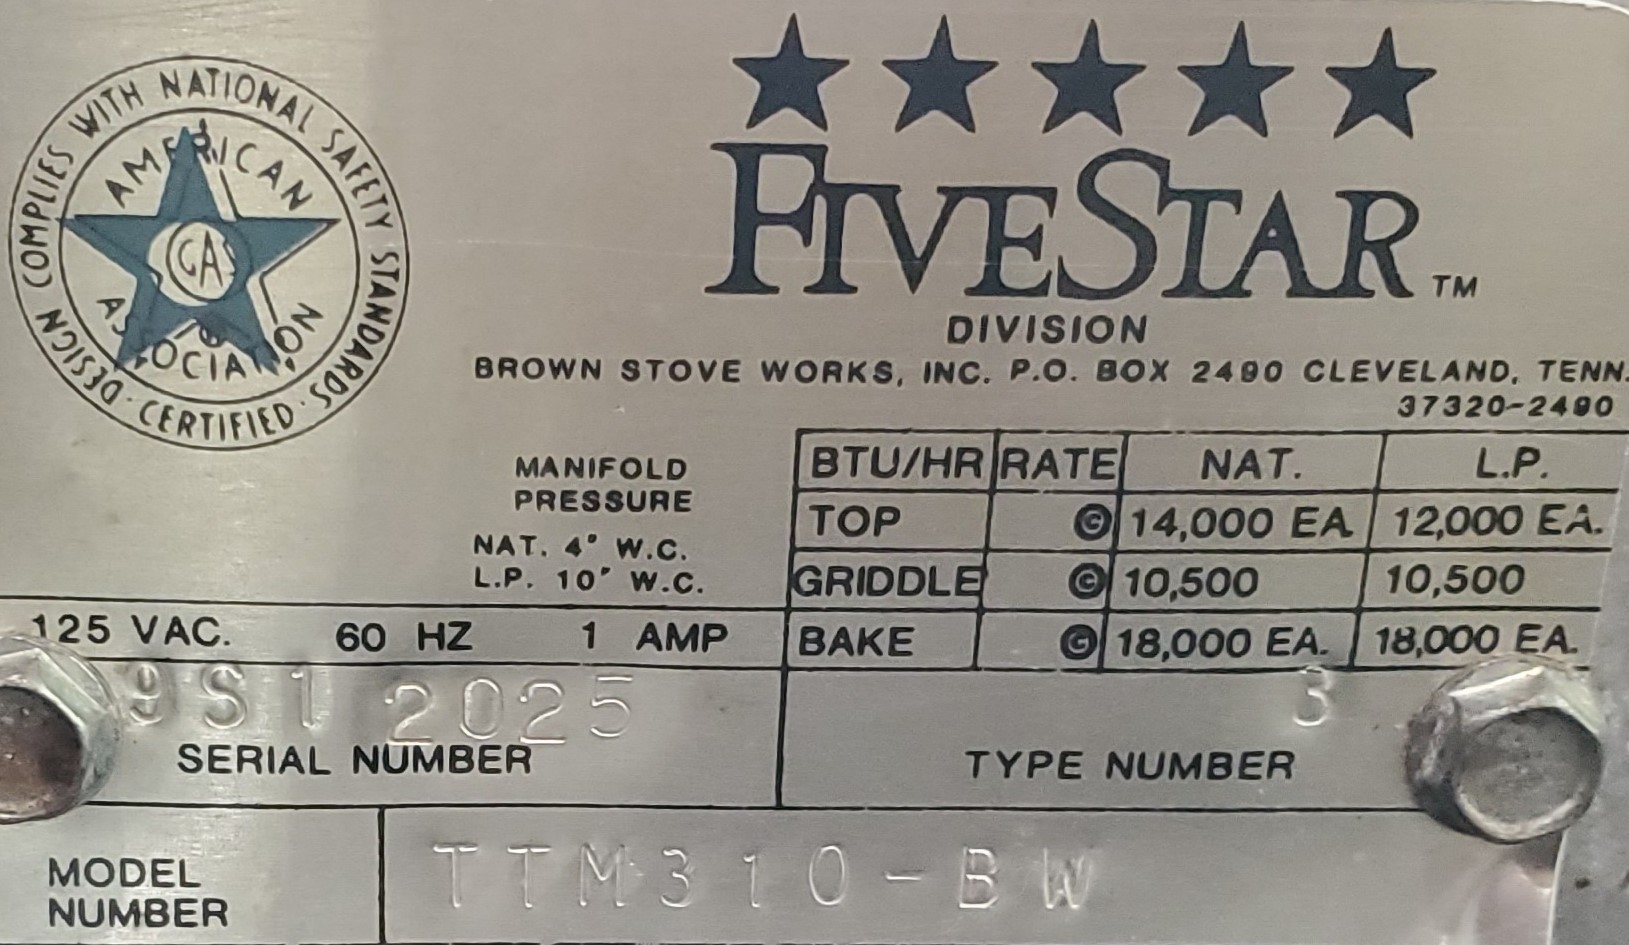 DESIGN COMPLIES WITH NATIONAL SAFETY STANDARDS · CERTIFIED ·
AMERICAN
GAS
ASSOCIATION
FIVESTAR TM
DIVISION
BROWN STOVE WORKS, INC. P.O. BOX 2490 CLEVELAND, TENN.
37320-2490
MANIFOLD
PRESSURE
NAT. 4" W.C.
L.P. 10" W.C.
BTU/HR RATE NAT. L.P.
TOP © 14,000 EA 12,000 EA.
GRIDDLE © 10,500 10,500
BAKE © 18,000 EA. 18,000 EA.
125 VAC. 60 HZ 1 AMP
9S1 2025
SERIAL NUMBER
3
TYPE NUMBER
MODEL
NUMBER
TTM310-BW